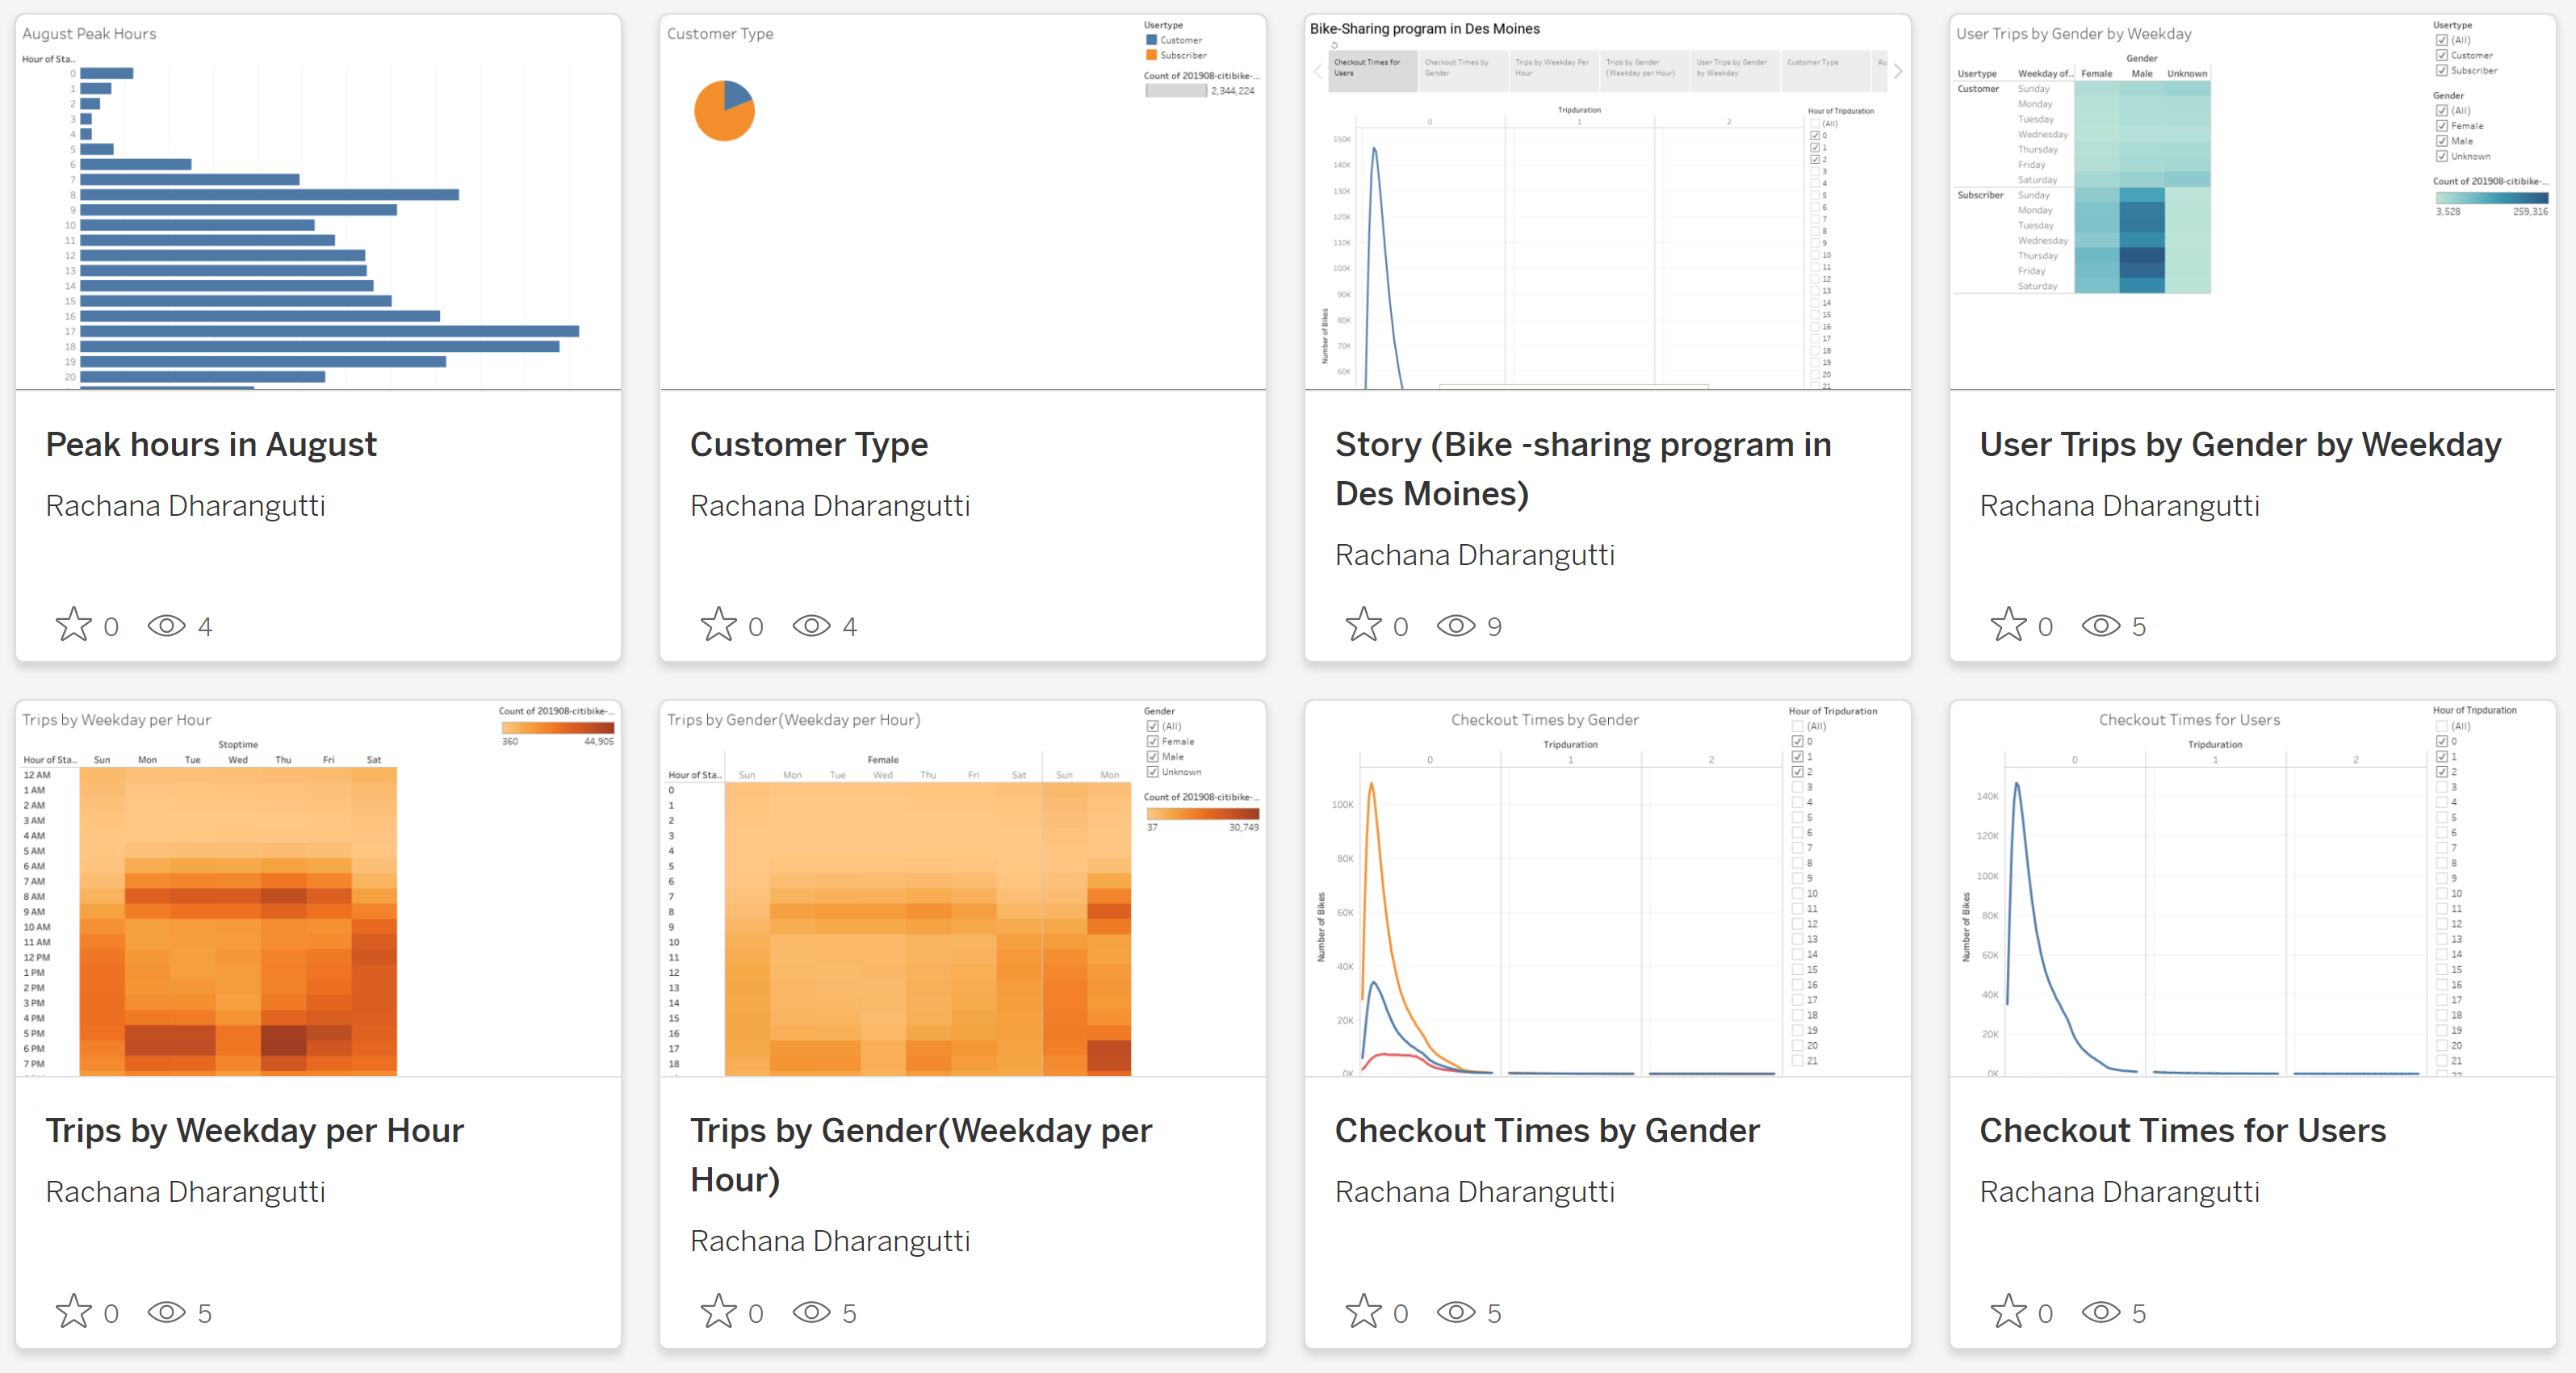 August Peak Hours
Hour of Sta..
0
1
2
3
4
5
6
7
8
9
10
11
12
13
14
15
16
17
18
19
20
Peak hours in August
Rachana Dharangutti
0 4
Customer Type
Usertype
Customer
Subscriber
Count of 201908-citibike-...
2,344,224
Customer Type
Rachana Dharangutti
0 4
Bike-Sharing program in Des Moines
Checkout Times for Users
Checkout Times by Gender
Trips by Weekday Per Hour
Trips by Gender (Weekday per Hour)
User Trips by Gender by Weekday
Customer Type
Au
Tripduration
0 1 2
150K
140K
130K
120K
110K
100K
90K
80K
70K
60K
Number of Bikes
Hour of Tripduration
(All)
0
1
2
3
4
5
6
7
8
9
10
11
12
13
14
15
16
17
18
19
20
21
Story (Bike -sharing program in
Des Moines)
Rachana Dharangutti
0 9
User Trips by Gender by Weekday
Gender
Usertype Weekday of.. Female Male Unknown
Customer Sunday
Monday
Tuesday
Wednesday
Thursday
Friday
Saturday
Subscriber Sunday
Monday
Tuesday
Wednesday
Thursday
Friday
Saturday
Usertype
(All)
Customer
Subscriber
Gender
(All)
Female
Male
Unknown
Count of 201908-citibike-...
3,528 259,316
User Trips by Gender by Weekday
Rachana Dharangutti
0 5
Trips by Weekday per Hour
Stoptime
Hour of Sta.. Sun Mon Tue Wed Thu Fri Sat
12 AM
1 AM
2 AM
3 AM
4 AM
5 AM
6 AM
7 AM
8 AM
9 AM
10 AM
11 AM
12 PM
1 PM
2 PM
3 PM
4 PM
5 PM
6 PM
7 PM
Count of 201908-citibike-...
360 44,905
Trips by Weekday per Hour
Rachana Dharangutti
0 5
Trips by Gender(Weekday per Hour)
Female
Hour of Sta.. Sun Mon Tue Wed Thu Fri Sat Sun Mon
0
1
2
3
4
5
6
7
8
9
10
11
12
13
14
15
16
17
18
Gender
(All)
Female
Male
Unknown
Count of 201908-citibike-...
37 30,749
Trips by Gender(Weekday per
Hour)
Rachana Dharangutti
0 5
Checkout Times by Gender
Tripduration
0 1 2
100K
80K
60K
40K
20K
0K
Number of Bikes
Hour of Tripduration
(All)
0
1
2
3
4
5
6
7
8
9
10
11
12
13
14
15
16
17
18
19
20
21
Checkout Times by Gender
Rachana Dharangutti
0 5
Checkout Times for Users
Tripduration
0 1 2
140K
120K
100K
80K
60K
40K
20K
0K
Number of Bikes
Hour of Tripduration
(All)
0
1
2
3
4
5
6
7
8
9
10
11
12
13
14
15
16
17
18
19
20
21
Checkout Times for Users
Rachana Dharangutti
0 5